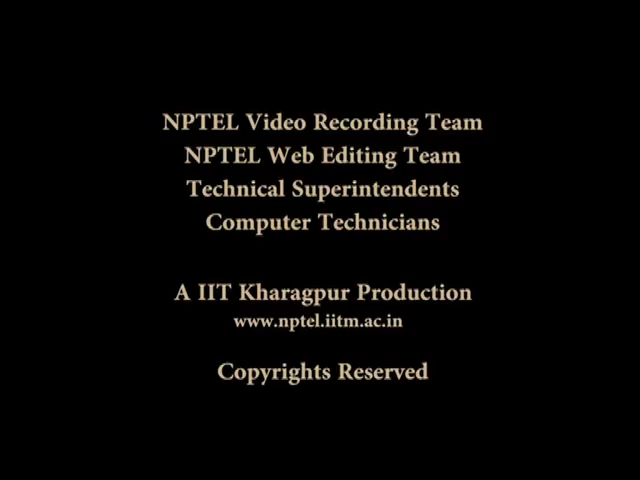 NPTEL Video Recording Team
NPTEL Web Editing Team
Technical Superintendents
Computer Technicians
A IIT Kharagpur Production
www.nptel.iitm.ac.in
Copyrights Reserved